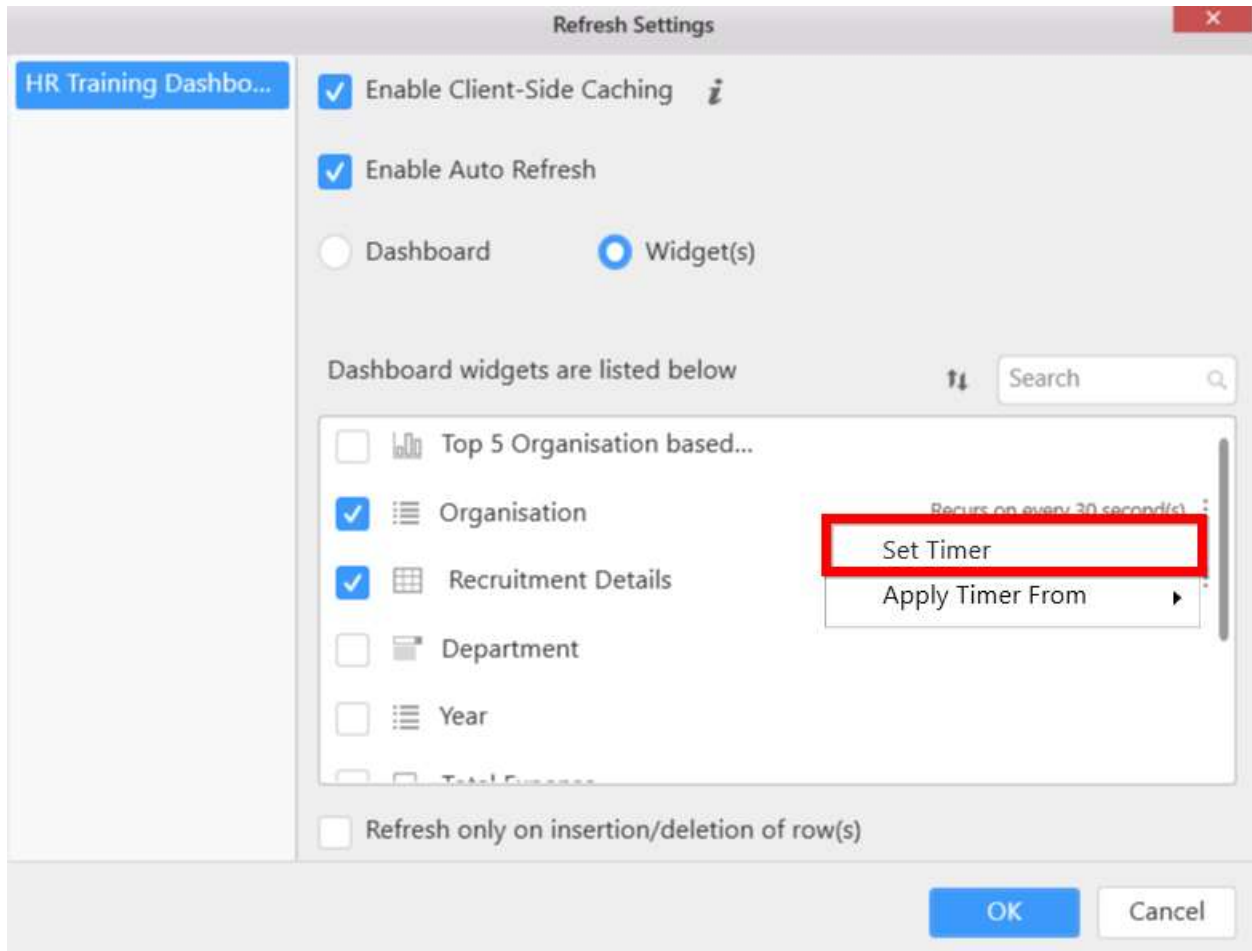 Refresh Settings
HR Training Dashbo...
Enable Client-Side Caching i
Enable Auto Refresh
Dashboard Widget(s)
Dashboard widgets are listed below
Search
Top 5 Organisation based...
Organisation Recurs on every 30 second(s)
Set Timer
Recruitment Details
Apply Timer From
Department
Year
Total Expense
Refresh only on insertion/deletion of row(s)
OK Cancel